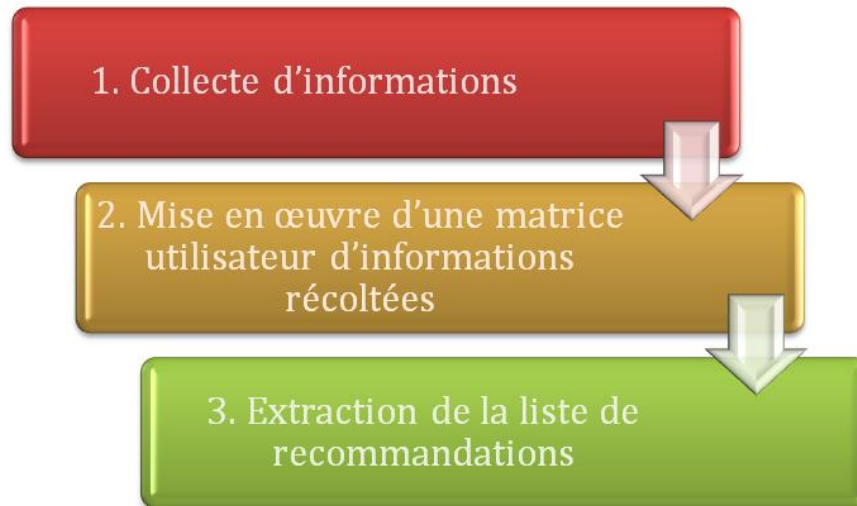 1. Collecte d’informations
2. Mise en œuvre d’une matrice
utilisateur d’informations
récoltées
3. Extraction de la liste de
recommandations